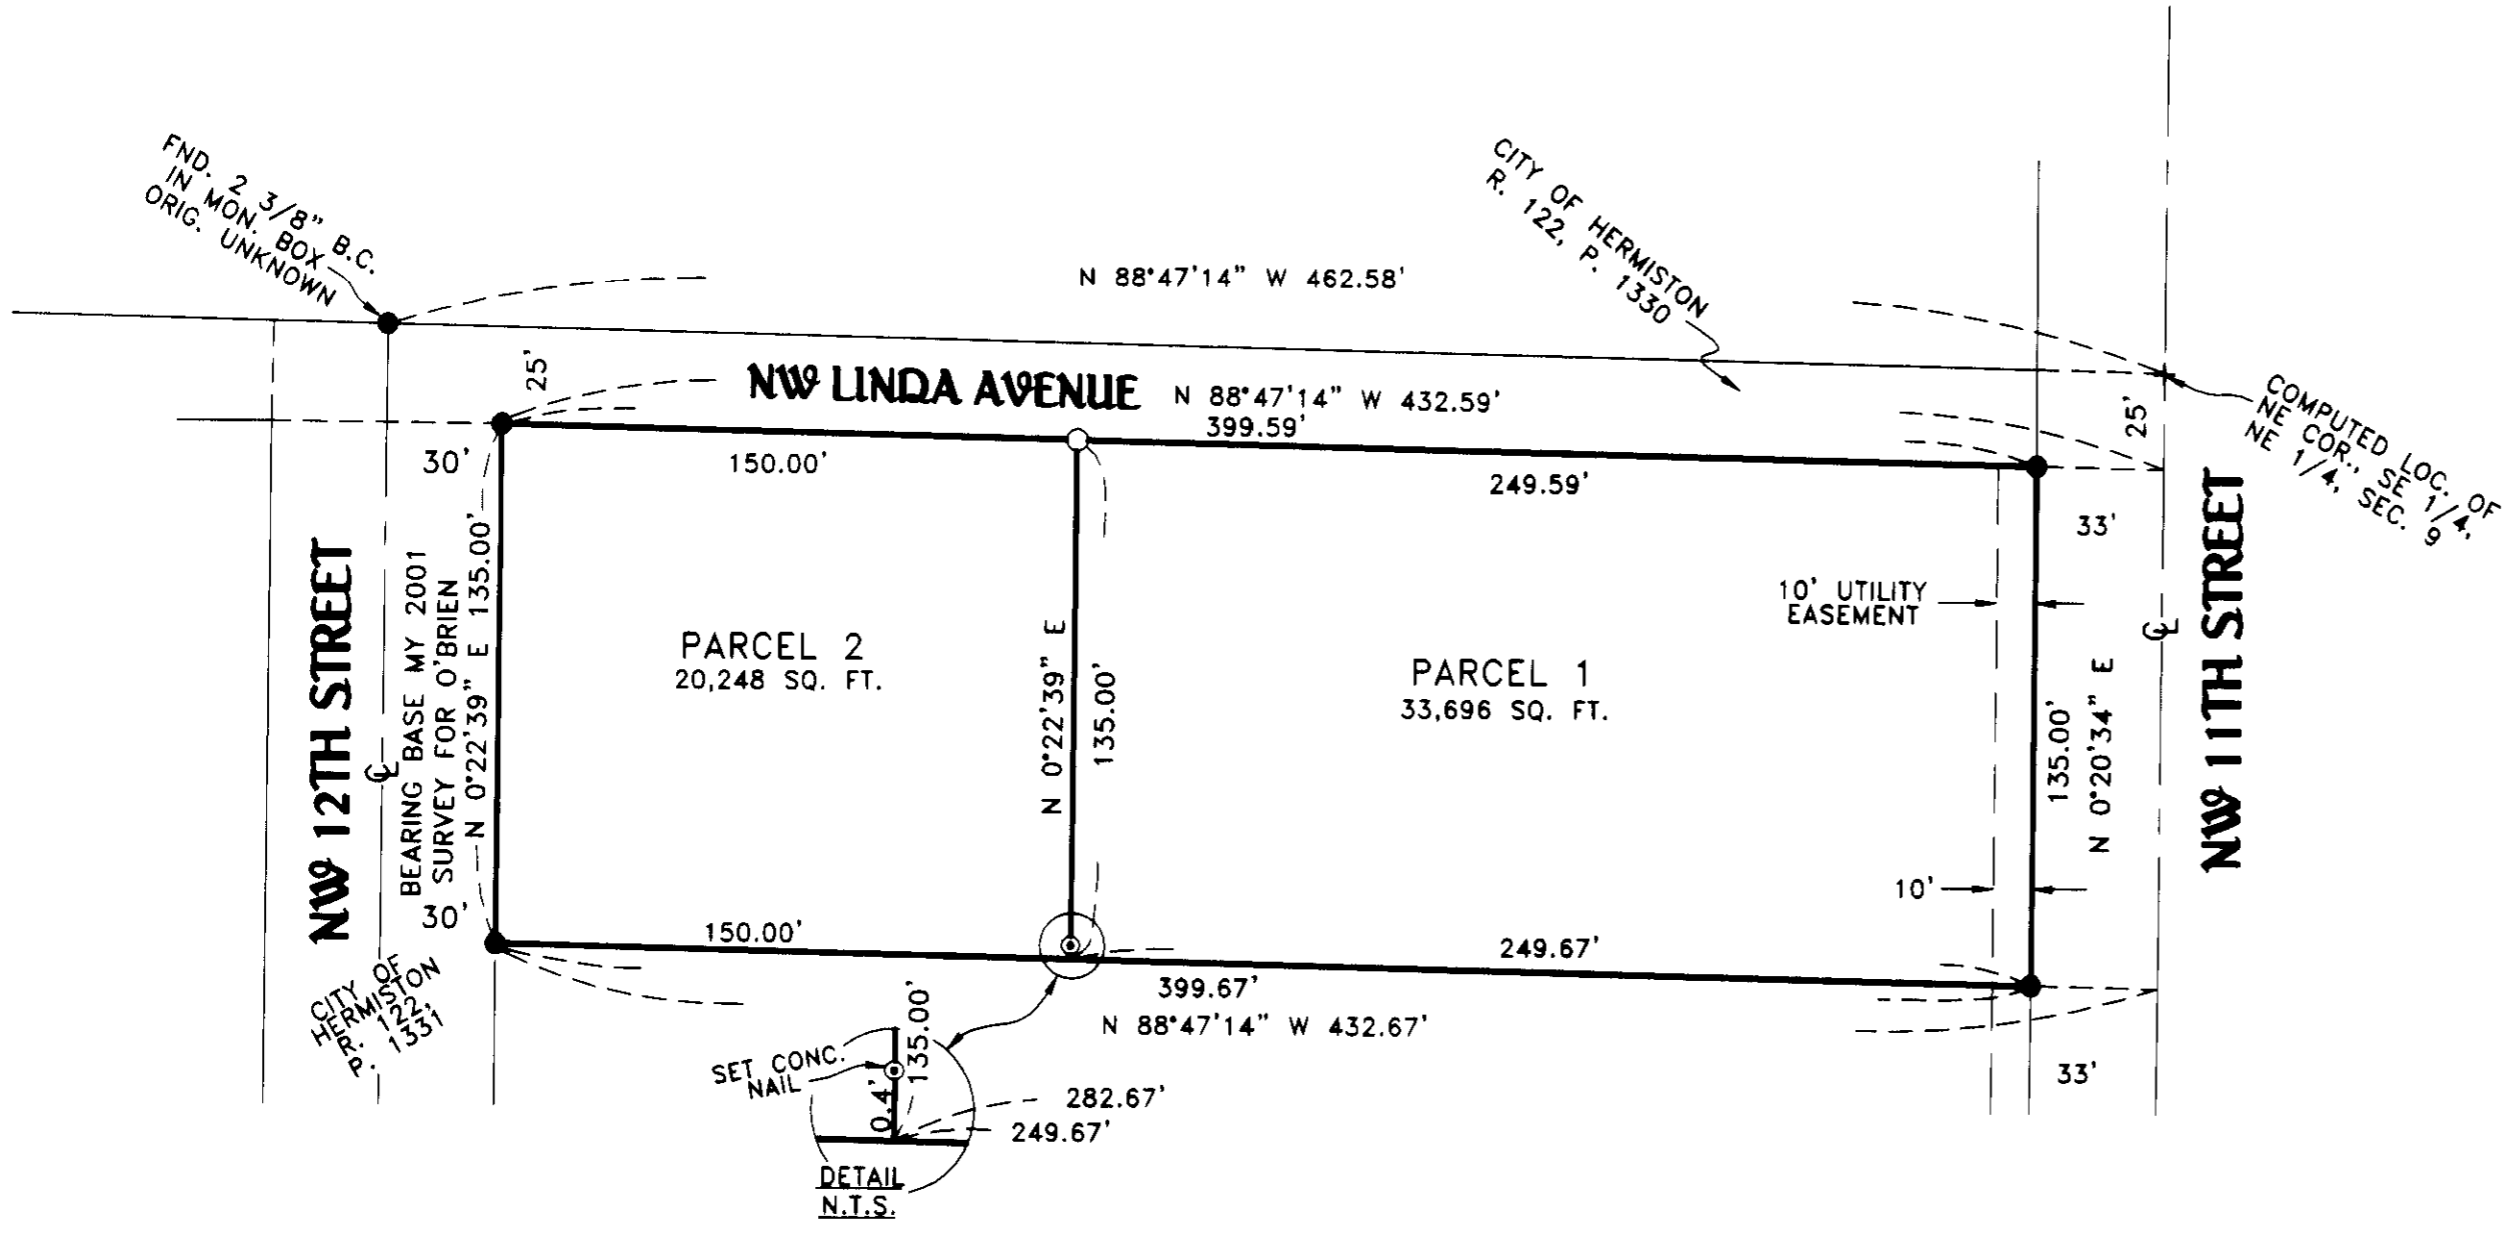 FND. 2 3/8" B.C.
IN MON. BOX
ORIG. UNKNOWN
CITY OF HERMISTON
R. 122, P. 1330
N 88°47'14" W 462.58'
25'
NW LINDA AVENUE
N 88°47'14" W 432.59'
399.59'
COMPUTED LOC. OF
NE COR., SE 1/4,
NE 1/4, SEC. 9
25'
30'
150.00'
249.59'
33'
NW 12TH STREET
BEARING BASE MY 2001
SURVEY FOR O'BRIEN
N 0°22'39" E 135.00'
PARCEL 2
20,248 SQ. FT.
N 0°22'39" E
135.00'
PARCEL 1
33,696 SQ. FT.
10' UTILITY
EASEMENT
135.00'
N 0°20'34" E
℄
℄
NW 11TH STREET
10'
30'
150.00'
249.67'
399.67'
N 88°47'14" W 432.67'
CITY OF
HERMISTON
R. 122,
P. 1331
33'
SET CONC.
NAIL
135.00'
0.4'
282.67'
249.67'
DETAIL
N.T.S.